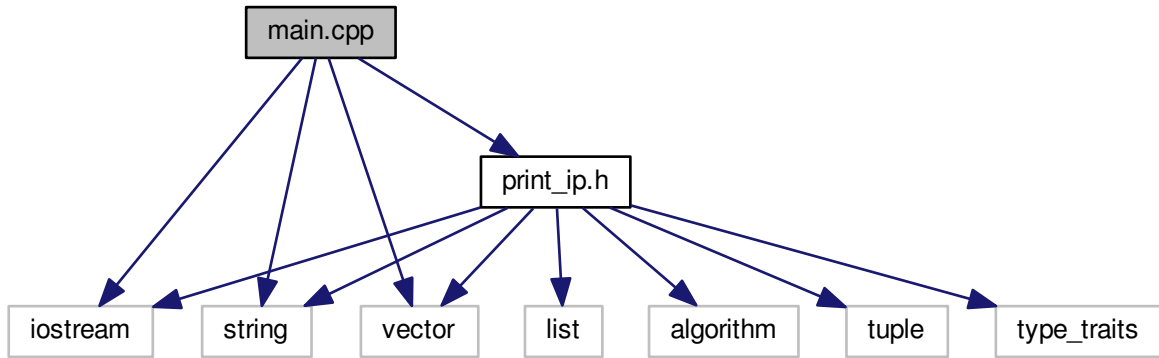 main.cpp
print_ip.h
iostream
string
vector
list
algorithm
tuple
type_traits